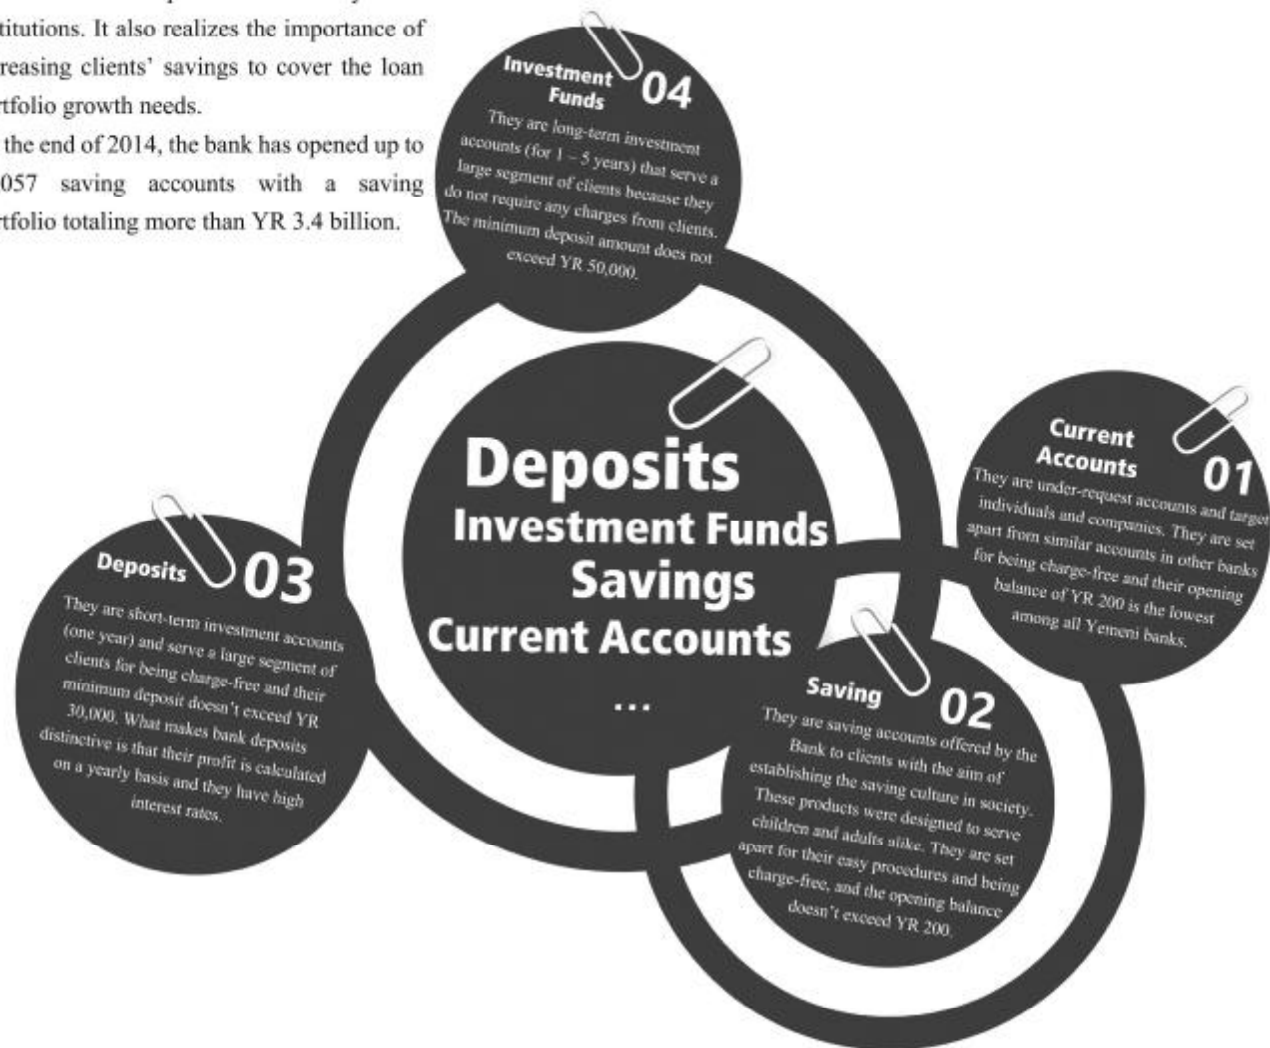 titutions. It also realizes the importance of
reasing clients' savings to cover the loan
tfolio growth needs.
the end of 2014, the bank has opened up to
057 saving accounts with a saving
tfolio totaling more than YR 3.4 billion.
Investment
Funds
04
They are long-term investment
accounts (for 1 – 5 years) that serve a
large segment of clients because they
do not require any charges from clients.
The minimum deposit amount does not
exceed YR 50,000.
Deposits
Investment Funds
Savings
Current Accounts
...
Current
Accounts
01
They are under-request accounts and target
individuals and companies. They are set
apart from similar accounts in other banks
for being charge-free and their opening
balance of YR 200 is the lowest
among all Yemeni banks.
Deposits
03
They are short-term investment accounts
(one year) and serve a large segment of
clients for being charge-free and their
minimum deposit doesn't exceed YR
30,000. What makes bank deposits
distinctive is that their profit is calculated
on a yearly basis and they have high
interest rates.
Saving
02
They are saving accounts offered by the
Bank to clients with the aim of
establishing the saving culture in society.
These products were designed to serve
children and adults alike. They are set
apart for their easy procedures and being
charge-free, and the opening balance
doesn't exceed YR 200.